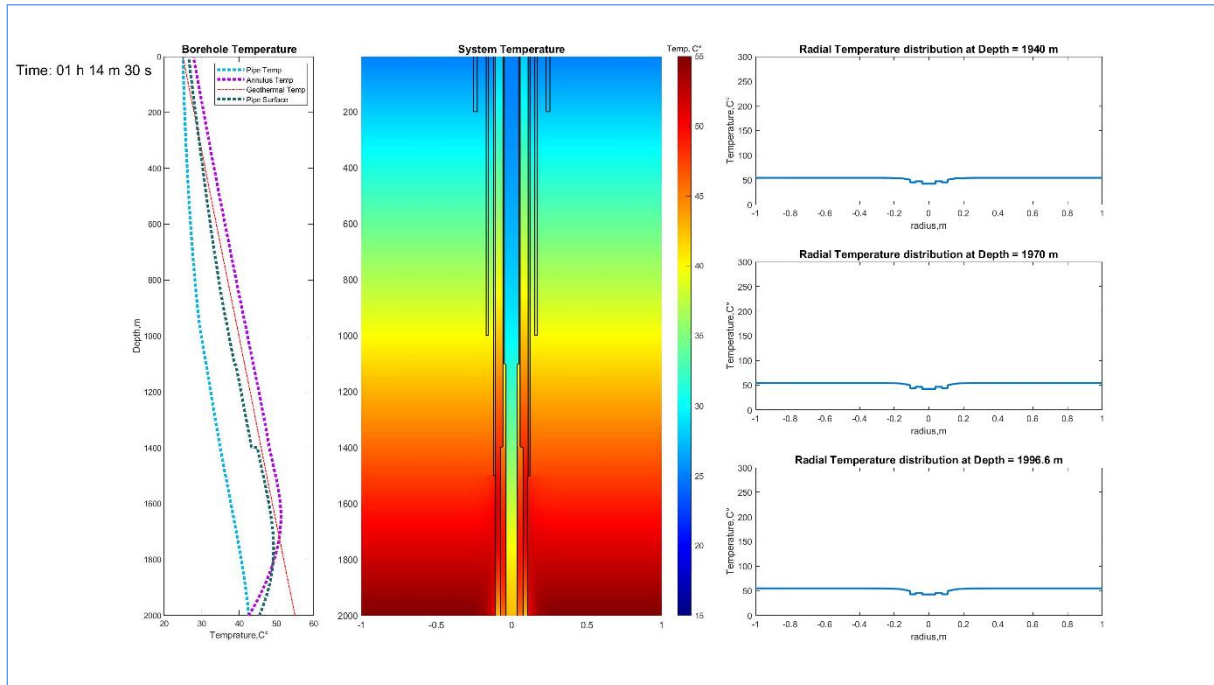 Time: 01 h 14 m 30 s
Borehole Temperature
Pipe Temp
Annulus Temp
Geothermal Temp
Pipe Surface
0
200
400
600
800
1000
1200
1400
1600
1800
2000
Depth,m
20 30 40 50 60
Temprature,C°
System Temperature
200
400
600
800
1000
1200
1400
1600
1800
2000
-1 -0.5 0 0.5 1
Temp, C°
55
50
45
40
35
30
25
20
15
Radial Temperature distribution at Depth = 1940 m
Temperature,C°
300
250
200
150
100
50
0
-1 -0.8 -0.6 -0.4 -0.2 0 0.2 0.4 0.6 0.8 1
radius,m
Radial Temperature distribution at Depth = 1970 m
Temperature,C°
300
250
200
150
100
50
0
-1 -0.8 -0.6 -0.4 -0.2 0 0.2 0.4 0.6 0.8 1
radius,m
Radial Temperature distribution at Depth = 1996.6 m
Temperature,C°
300
250
200
150
100
50
0
-1 -0.8 -0.6 -0.4 -0.2 0 0.2 0.4 0.6 0.8 1
radius,m